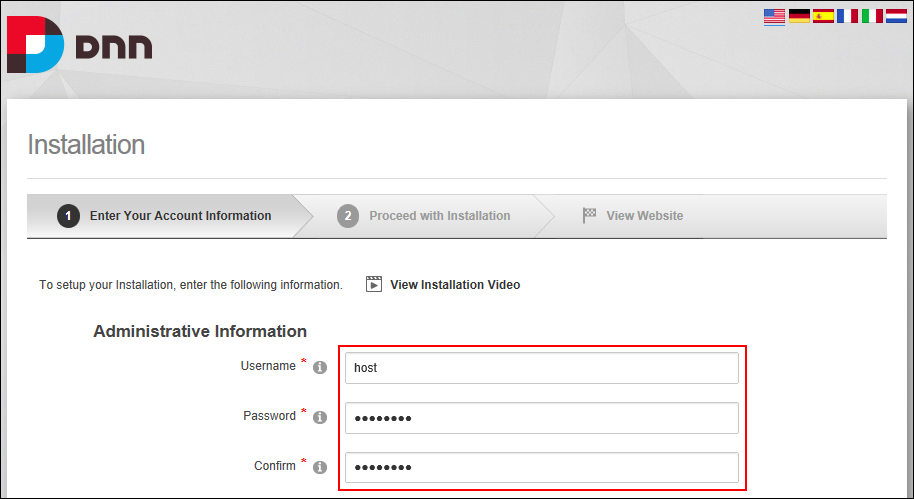 DNN
Installation
1 Enter Your Account Information 2 Proceed with Installation View Website
To setup your Installation, enter the following information. View Installation Video
Administrative Information
Username * host
Password * ••••••••
Confirm * ••••••••